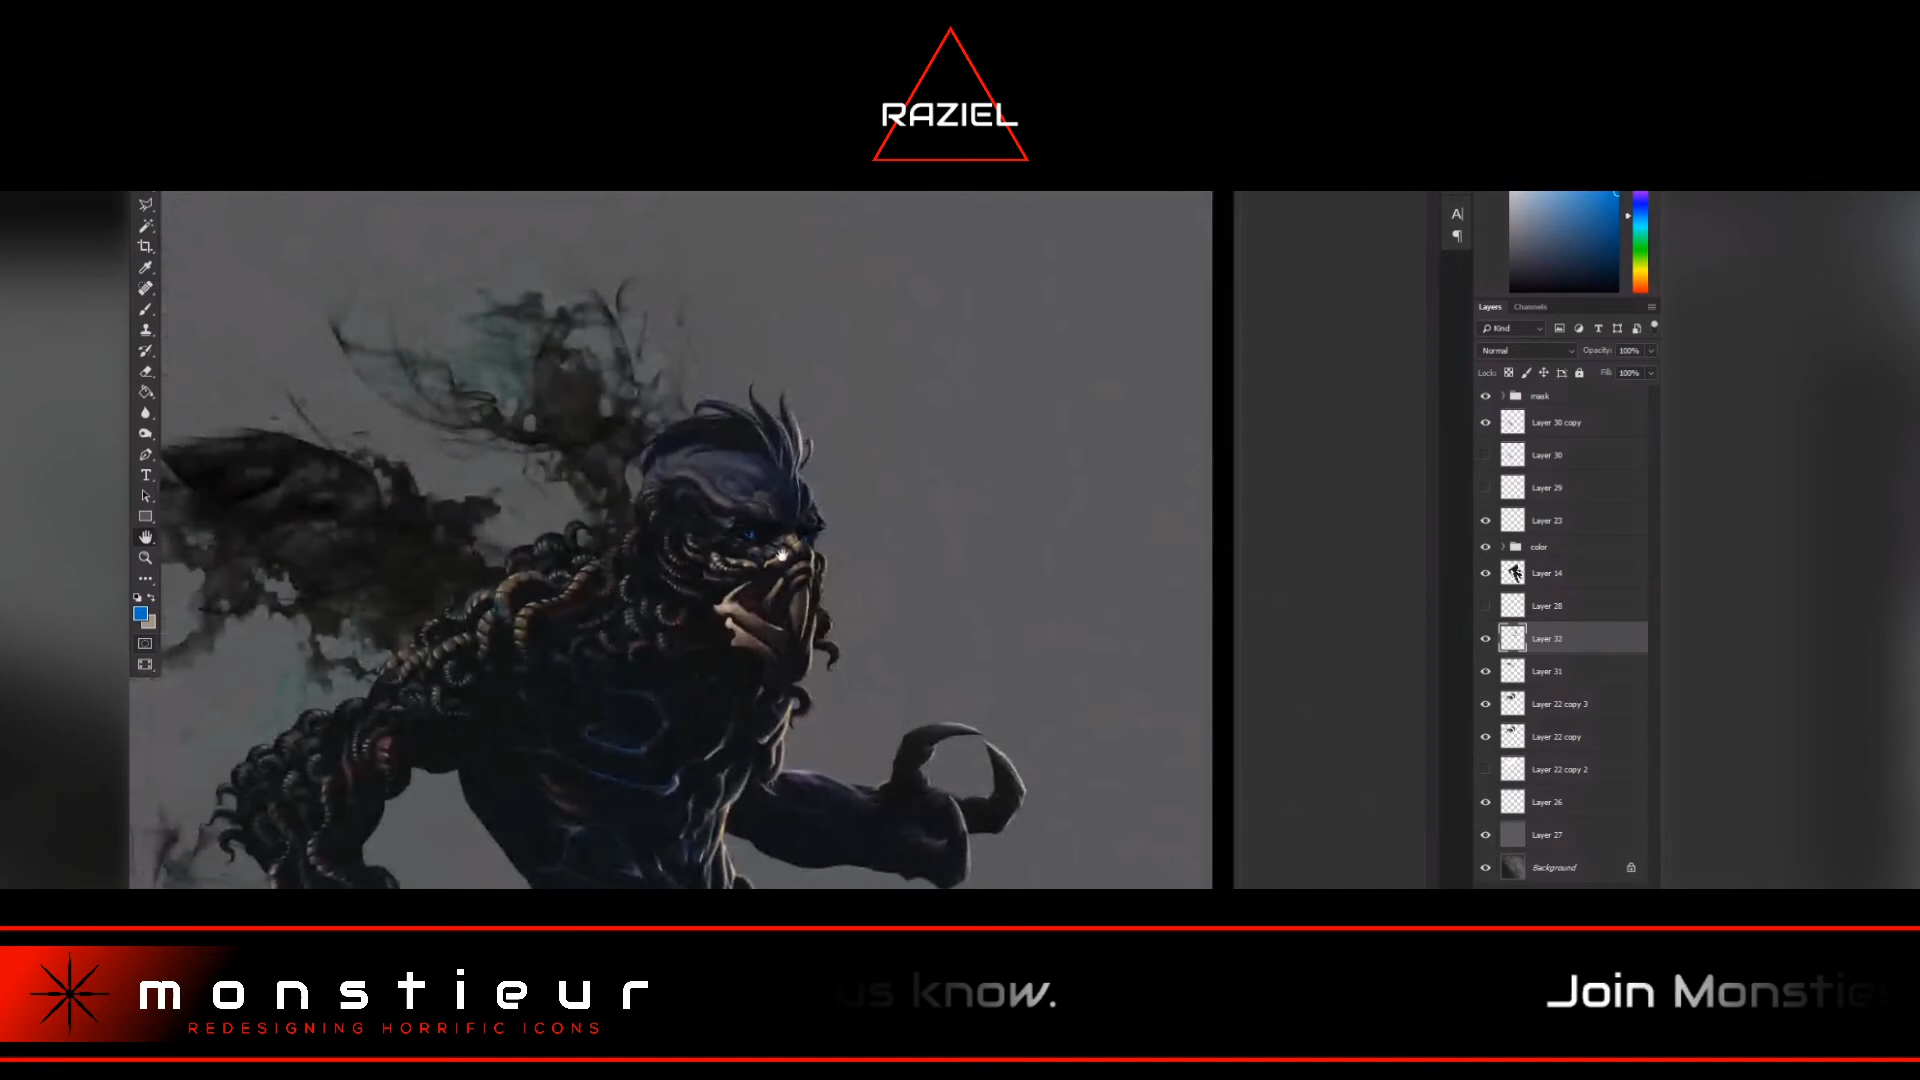 RAZIEL
A|
¶
Layers Channels
Kind
Normal Opacity: 100%
Lock: Fill: 100%
mask
Layer 30 copy
Layer 30
Layer 29
Layer 23
color
Layer 14
Layer 28
Layer 32
Layer 31
Layer 22 copy 3
Layer 22 copy
Layer 22 copy 2
Layer 26
Layer 27
Background
monstieur
REDESIGNING HORRIFIC ICONS
us know.
Join Monstie